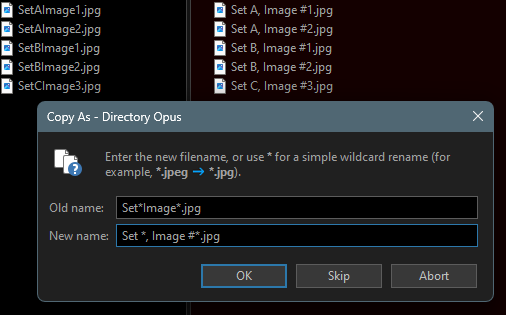 SetAImage1.jpg
SetAImage2.jpg
SetBImage1.jpg
SetBImage2.jpg
SetCImage3.jpg
Set A, Image #1.jpg
Set A, Image #2.jpg
Set B, Image #1.jpg
Set B, Image #2.jpg
Set C, Image #3.jpg
Copy As - Directory Opus
Enter the new filename, or use * for a simple wildcard rename (for
example, *.jpeg → *.jpg).
Old name: Set*Image*.jpg
New name: Set *, Image #*.jpg
OK Skip Abort